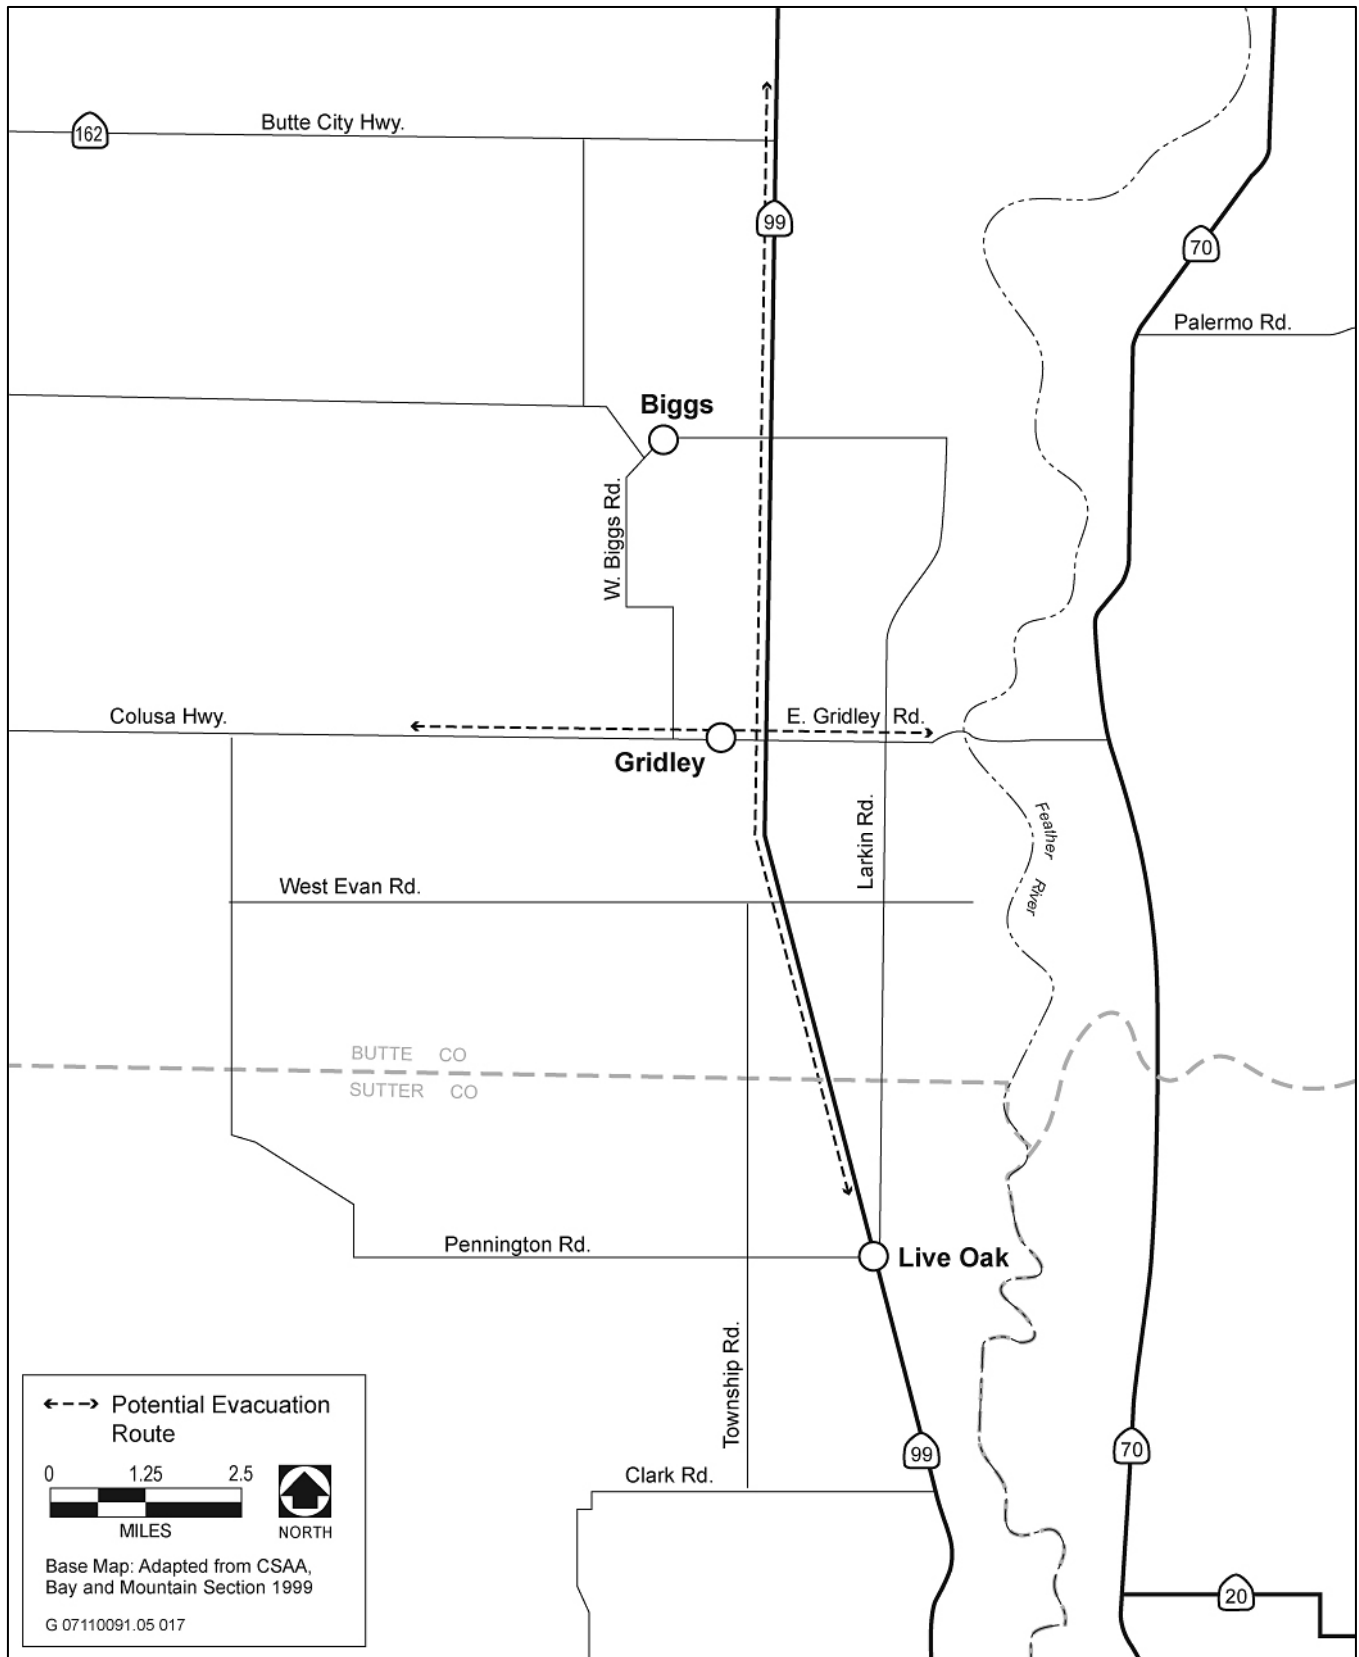 Butte City Hwy.
162
99
70
Palermo Rd.
Biggs
W. Biggs Rd.
Colusa Hwy.
E. Gridley Rd.
Gridley
Larkin Rd.
Feather River
West Evan Rd.
BUTTE CO
SUTTER CO
Pennington Rd.
Live Oak
Township Rd.
99
70
Clark Rd.
20
Potential Evacuation
Route
0 1.25 2.5
MILES
NORTH
Base Map: Adapted from CSAA,
Bay and Mountain Section 1999
G 07110091.05 017